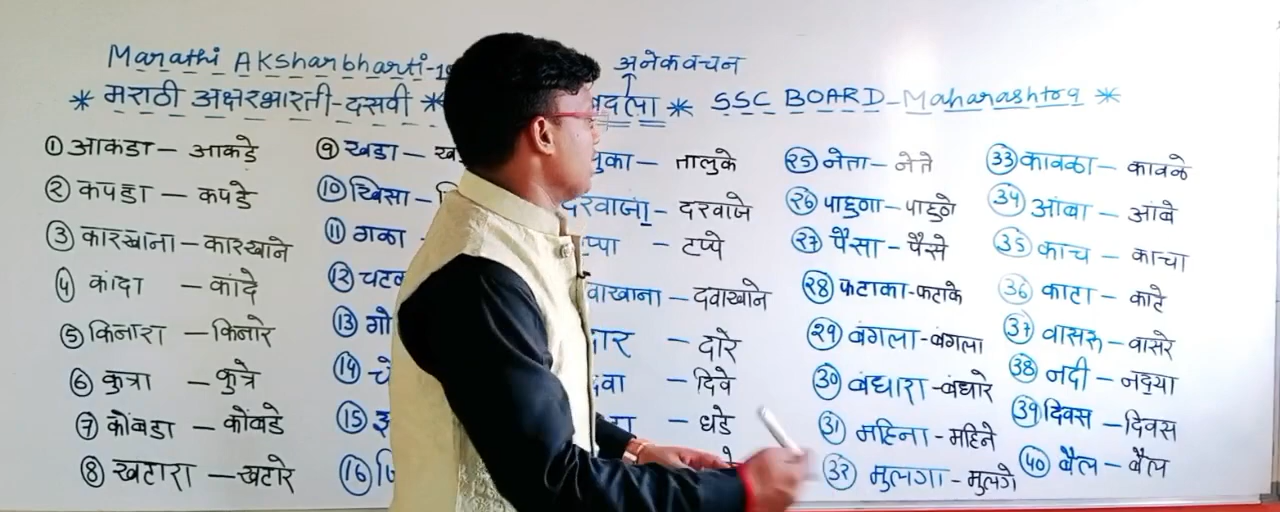 Marathi Aksharbharti-
अनेकवचन
* मराठी अक्षरभारती-दसवी *
बदला * SSC BOARD-Maharashtra *
① आकडा – आकडे
② कपडा – कपडे
③ कारखाना – कारखाने
④ कांदा – कांदे
⑤ किनारा – किनारे
⑥ कुत्रा – कुत्रे
⑦ कोंबडा – कोंबडे
⑧ खटारा – खटारे
⑨ खडा –
⑩ खिसा –
⑪ गळा -
⑫
⑬
⑭
⑮
⑯
– तालुके
दरवाजा – दरवाजे
– टप्पे
– दवाखाने
– दारे
– दिवे
– धडे
㉕ नेता – नेते
㉖ पाहुणा – पाहुणे
㉗ पैसा – पैसे
㉘ फटाका - फटाके
㉙ बंगला - बंगला
㉚ बंधारा - बंधारे
㉛ महिना - महिने
㉜ मुलगा - मुलगे
㉝ कावळा – कावळे
㉞ आंबा – आंबे
㉟ काच – काचा
㊱ काटा – काटे
㊲ वासरू – वासरे
㊳ नदी – नद्या
㊴ दिवस – दिवस
㊵ बैल – बैल